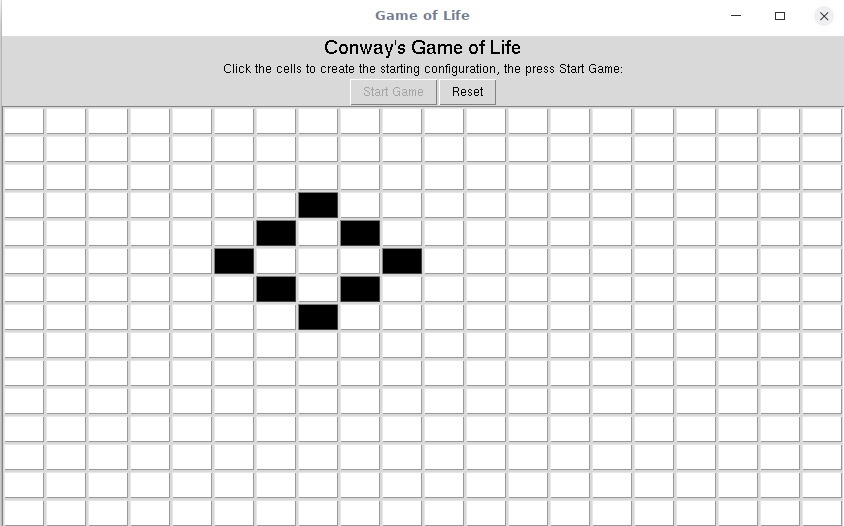 Game of Life
Conway's Game of Life
Click the cells to create the starting configuration, the press Start Game:
Start Game Reset